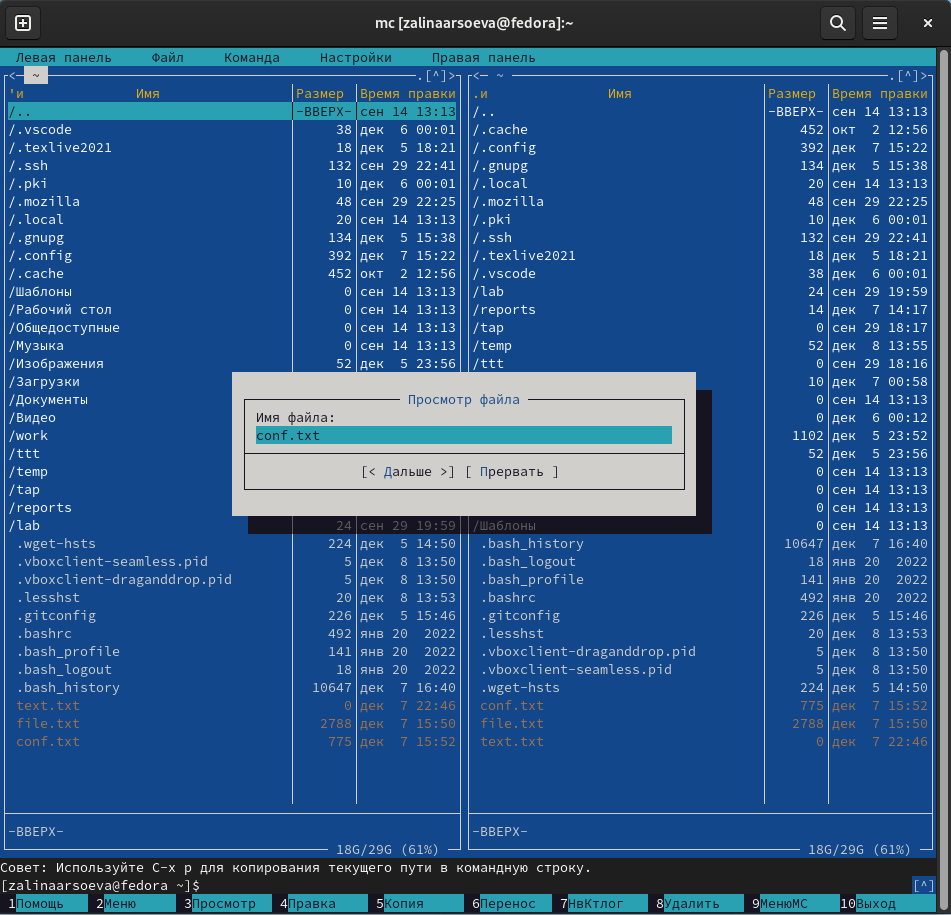 mc [zalinaarsoeva@fedora]:~
Левая панель Файл Команда Настройки Правая панель
<— ~ .[^]> <— ~ .[^]>
'и Имя Размер Время правки .и Имя Размер Время правки
/.. -ВВЕРХ- сен 14 13:13 /.. -ВВЕРХ- сен 14 13:13
/.vscode 38 дек 6 00:01 /.cache 452 окт 2 12:56
/.texlive2021 18 дек 5 18:21 /.config 392 дек 7 15:22
/.ssh 132 сен 29 22:41 /.gnupg 134 дек 5 15:38
/.pki 10 дек 6 00:01 /.local 20 сен 14 13:13
/.mozilla 48 сен 29 22:25 /.mozilla 48 сен 29 22:25
/.local 20 сен 14 13:13 /.pki 10 дек 6 00:01
/.gnupg 134 дек 5 15:38 /.ssh 132 сен 29 22:41
/.config 392 дек 7 15:22 /.texlive2021 18 дек 5 18:21
/.cache 452 окт 2 12:56 /.vscode 38 дек 6 00:01
/Шаблоны 0 сен 14 13:13 /lab 24 сен 29 19:59
/Рабочий стол 0 сен 14 13:13 /reports 14 дек 7 14:17
/Общедоступные 0 сен 14 13:13 /tap 0 сен 29 18:17
/Музыка 0 сен 14 13:13 /temp 52 дек 8 13:55
/Изображения 52 дек 5 23:56 /ttt 0 сен 29 18:16
/Загрузки 10 дек 7 00:58
/Документы Просмотр файла 0 сен 14 13:13
/Видео Имя файла: 0 дек 6 00:12
/work conf.txt 1102 дек 5 23:52
/ttt 52 дек 5 23:56
/temp [< Дальше >] [ Прервать ] 0 сен 14 13:13
/tap 0 сен 14 13:13
/reports 0 сен 14 13:13
/lab 24 сен 29 19:59 /Шаблоны 0 сен 14 13:13
.wget-hsts 224 дек 5 14:50 .bash_history 10647 дек 7 16:40
.vboxclient-seamless.pid 5 дек 8 13:50 .bash_logout 18 янв 20 2022
.vboxclient-draganddrop.pid 5 дек 8 13:50 .bash_profile 141 янв 20 2022
.lesshst 20 дек 8 13:53 .bashrc 492 янв 20 2022
.gitconfig 226 дек 5 15:46 .gitconfig 226 дек 5 15:46
.bashrc 492 янв 20 2022 .lesshst 20 дек 8 13:53
.bash_profile 141 янв 20 2022 .vboxclient-draganddrop.pid 5 дек 8 13:50
.bash_logout 18 янв 20 2022 .vboxclient-seamless.pid 5 дек 8 13:50
.bash_history 10647 дек 7 16:40 .wget-hsts 224 дек 5 14:50
text.txt 0 дек 7 22:46 conf.txt 775 дек 7 15:52
file.txt 2788 дек 7 15:50 file.txt 2788 дек 7 15:50
conf.txt 775 дек 7 15:52 text.txt 0 дек 7 22:46
-ВВЕРХ- -ВВЕРХ-
18G/29G (61%) 18G/29G (61%)
Совет: Используйте C-x p для копирования текущего пути в командную строку.
[zalinaarsoeva@fedora ~]$ [^]
1Помощь 2Меню 3Просмотр 4Правка 5Копия 6Перенос 7НвКтлог 8Удалить 9МенюMC 10Выход